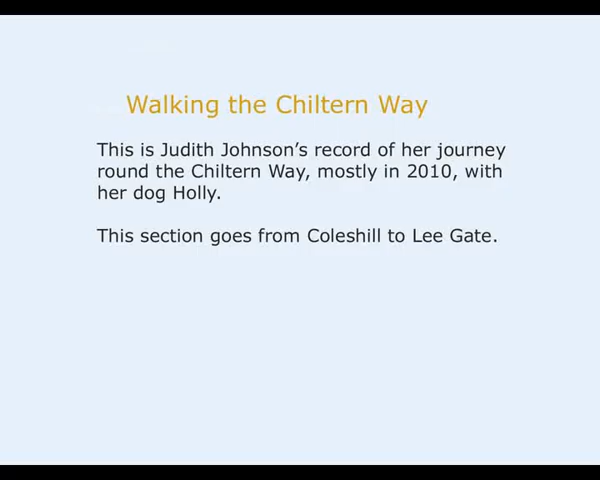 Walking the Chiltern Way
This is Judith Johnson’s record of her journey
round the Chiltern Way, mostly in 2010, with
her dog Holly.
This section goes from Coleshill to Lee Gate.